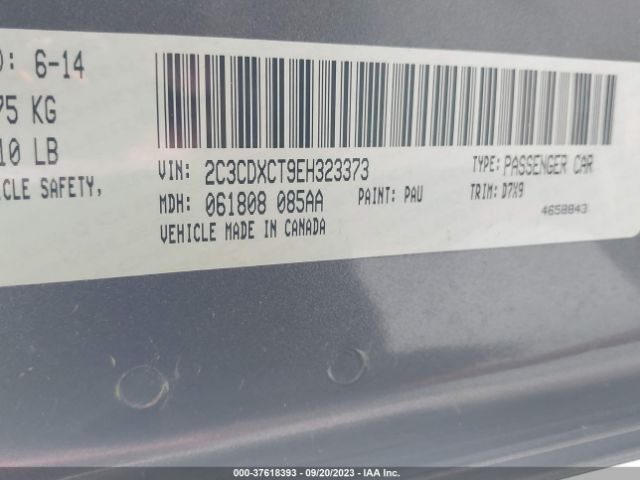 D: 6-14
75 KG
10 LB
CLE SAFETY,
VIN: 2C3CDXCT9EH323373
TYPE: PASSENGER CAR
MDH: 061808 085AA
PAINT: PAU
TRIM: D7X9
VEHICLE MADE IN CANADA
4658843
000-37618393 - 09/20/2023 - IAA Inc.